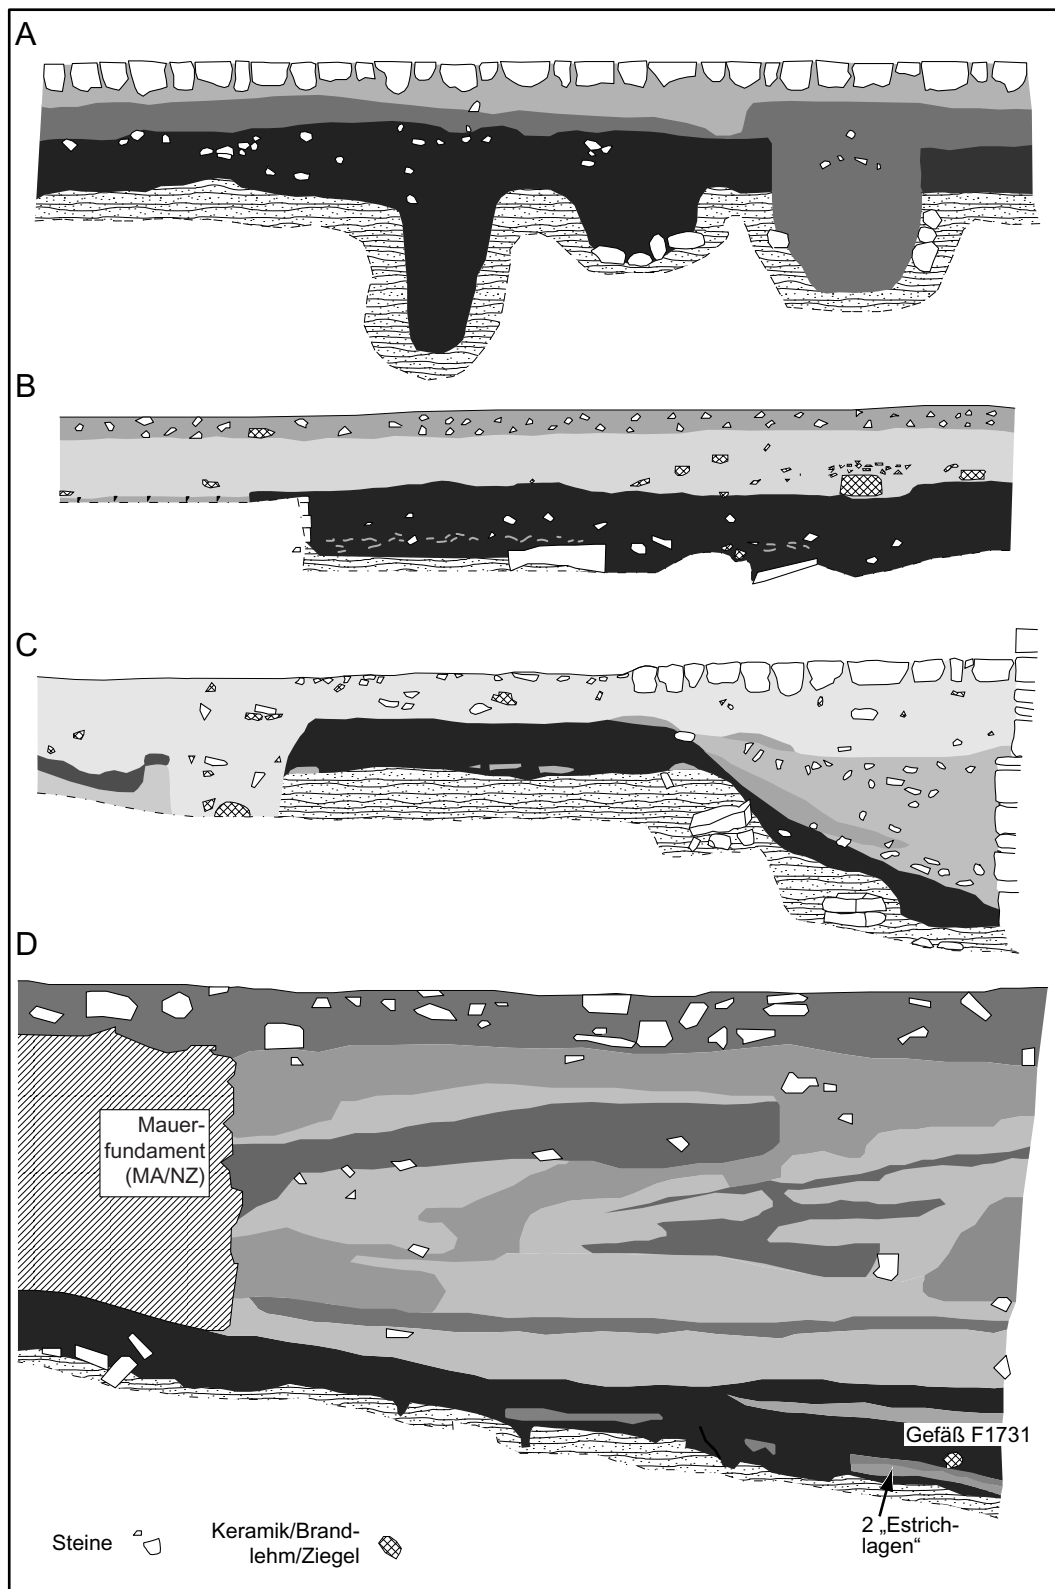 A
B
C
D
Mauer-
fundament
(MA/NZ)
Gefäß F1731
2 „Estrich-
lagen“
Steine
Keramik/Brand-
lehm/Ziegel